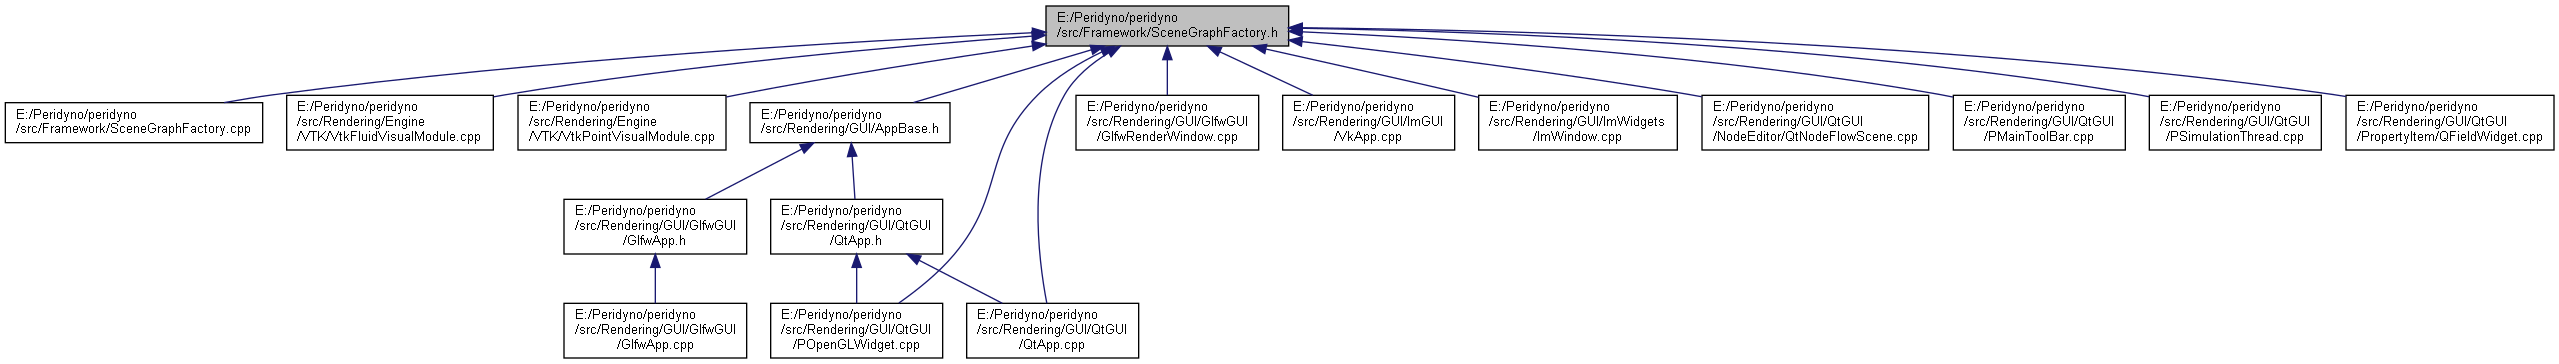 E:/Peridyno/peridyno
/src/Framework/SceneGraphFactory.h
E:/Peridyno/peridyno
/src/Framework/SceneGraphFactory.cpp
E:/Peridyno/peridyno
/src/Rendering/Engine
/VTK/VtkFluidVisualModule.cpp
E:/Peridyno/peridyno
/src/Rendering/Engine
/VTK/VtkPointVisualModule.cpp
E:/Peridyno/peridyno
/src/Rendering/GUI/AppBase.h
E:/Peridyno/peridyno
/src/Rendering/GUI/GlfwGUI
/GlfwRenderWindow.cpp
E:/Peridyno/peridyno
/src/Rendering/GUI/ImGUI
/VkApp.cpp
E:/Peridyno/peridyno
/src/Rendering/GUI/ImWidgets
/ImWindow.cpp
E:/Peridyno/peridyno
/src/Rendering/GUI/QtGUI
/NodeEditor/QtNodeFlowScene.cpp
E:/Peridyno/peridyno
/src/Rendering/GUI/QtGUI
/PMainToolBar.cpp
E:/Peridyno/peridyno
/src/Rendering/GUI/QtGUI
/PSimulationThread.cpp
E:/Peridyno/peridyno
/src/Rendering/GUI/QtGUI
/PropertyItem/QFieldWidget.cpp
E:/Peridyno/peridyno
/src/Rendering/GUI/GlfwGUI
/GlfwApp.h
E:/Peridyno/peridyno
/src/Rendering/GUI/QtGUI
/QtApp.h
E:/Peridyno/peridyno
/src/Rendering/GUI/GlfwGUI
/GlfwApp.cpp
E:/Peridyno/peridyno
/src/Rendering/GUI/QtGUI
/POpenGLWidget.cpp
E:/Peridyno/peridyno
/src/Rendering/GUI/QtGUI
/QtApp.cpp